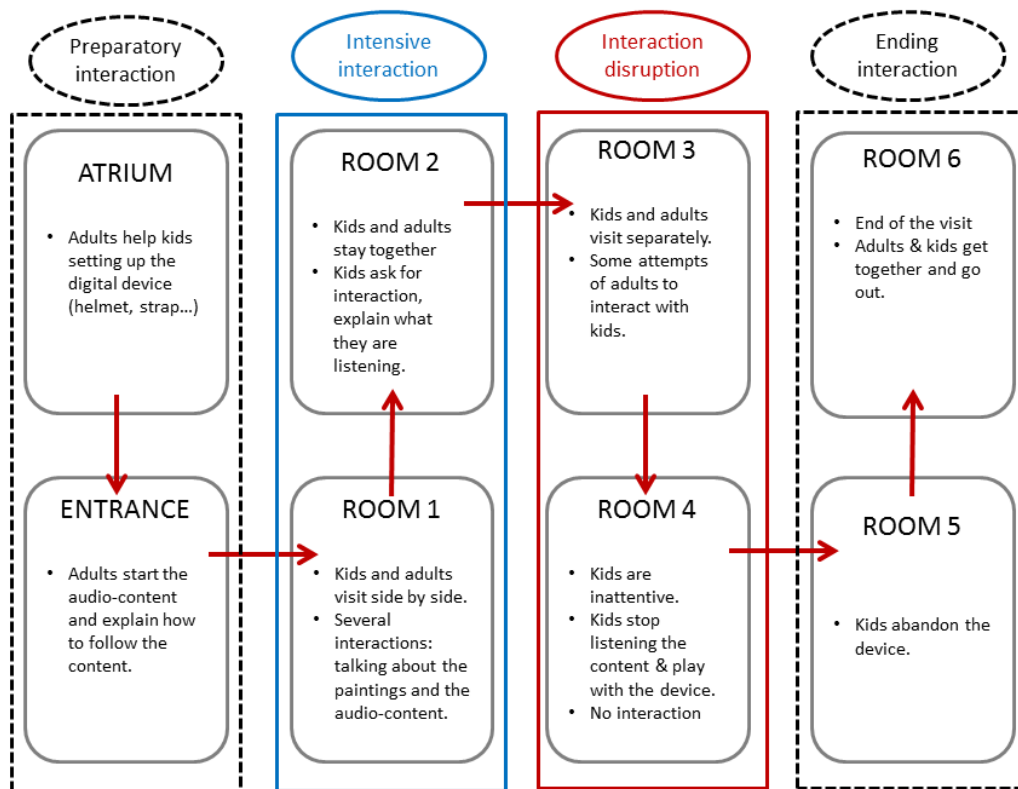 Preparatory
interaction
Intensive
interaction
Interaction
disruption
Ending
interaction
ATRIUM
• Adults help kids
setting up the
digital device
(helmet, strap…)
ENTRANCE
• Adults start the
audio-content
and explain how
to follow the
content.
ROOM 2
• Kids and adults
stay together
• Kids ask for
interaction,
explain what
they are
listening.
ROOM 1
• Kids and adults
visit side by side.
• Several
interactions:
talking about the
paintings and the
audio-content.
ROOM 3
• Kids and adults
visit separately.
• Some attempts
of adults to
interact with
kids.
ROOM 4
• Kids are
inattentive.
• Kids stop
listening the
content & play
with the device.
• No interaction
ROOM 6
• End of the visit
• Adults & kids get
together and go
out.
ROOM 5
• Kids abandon the
device.